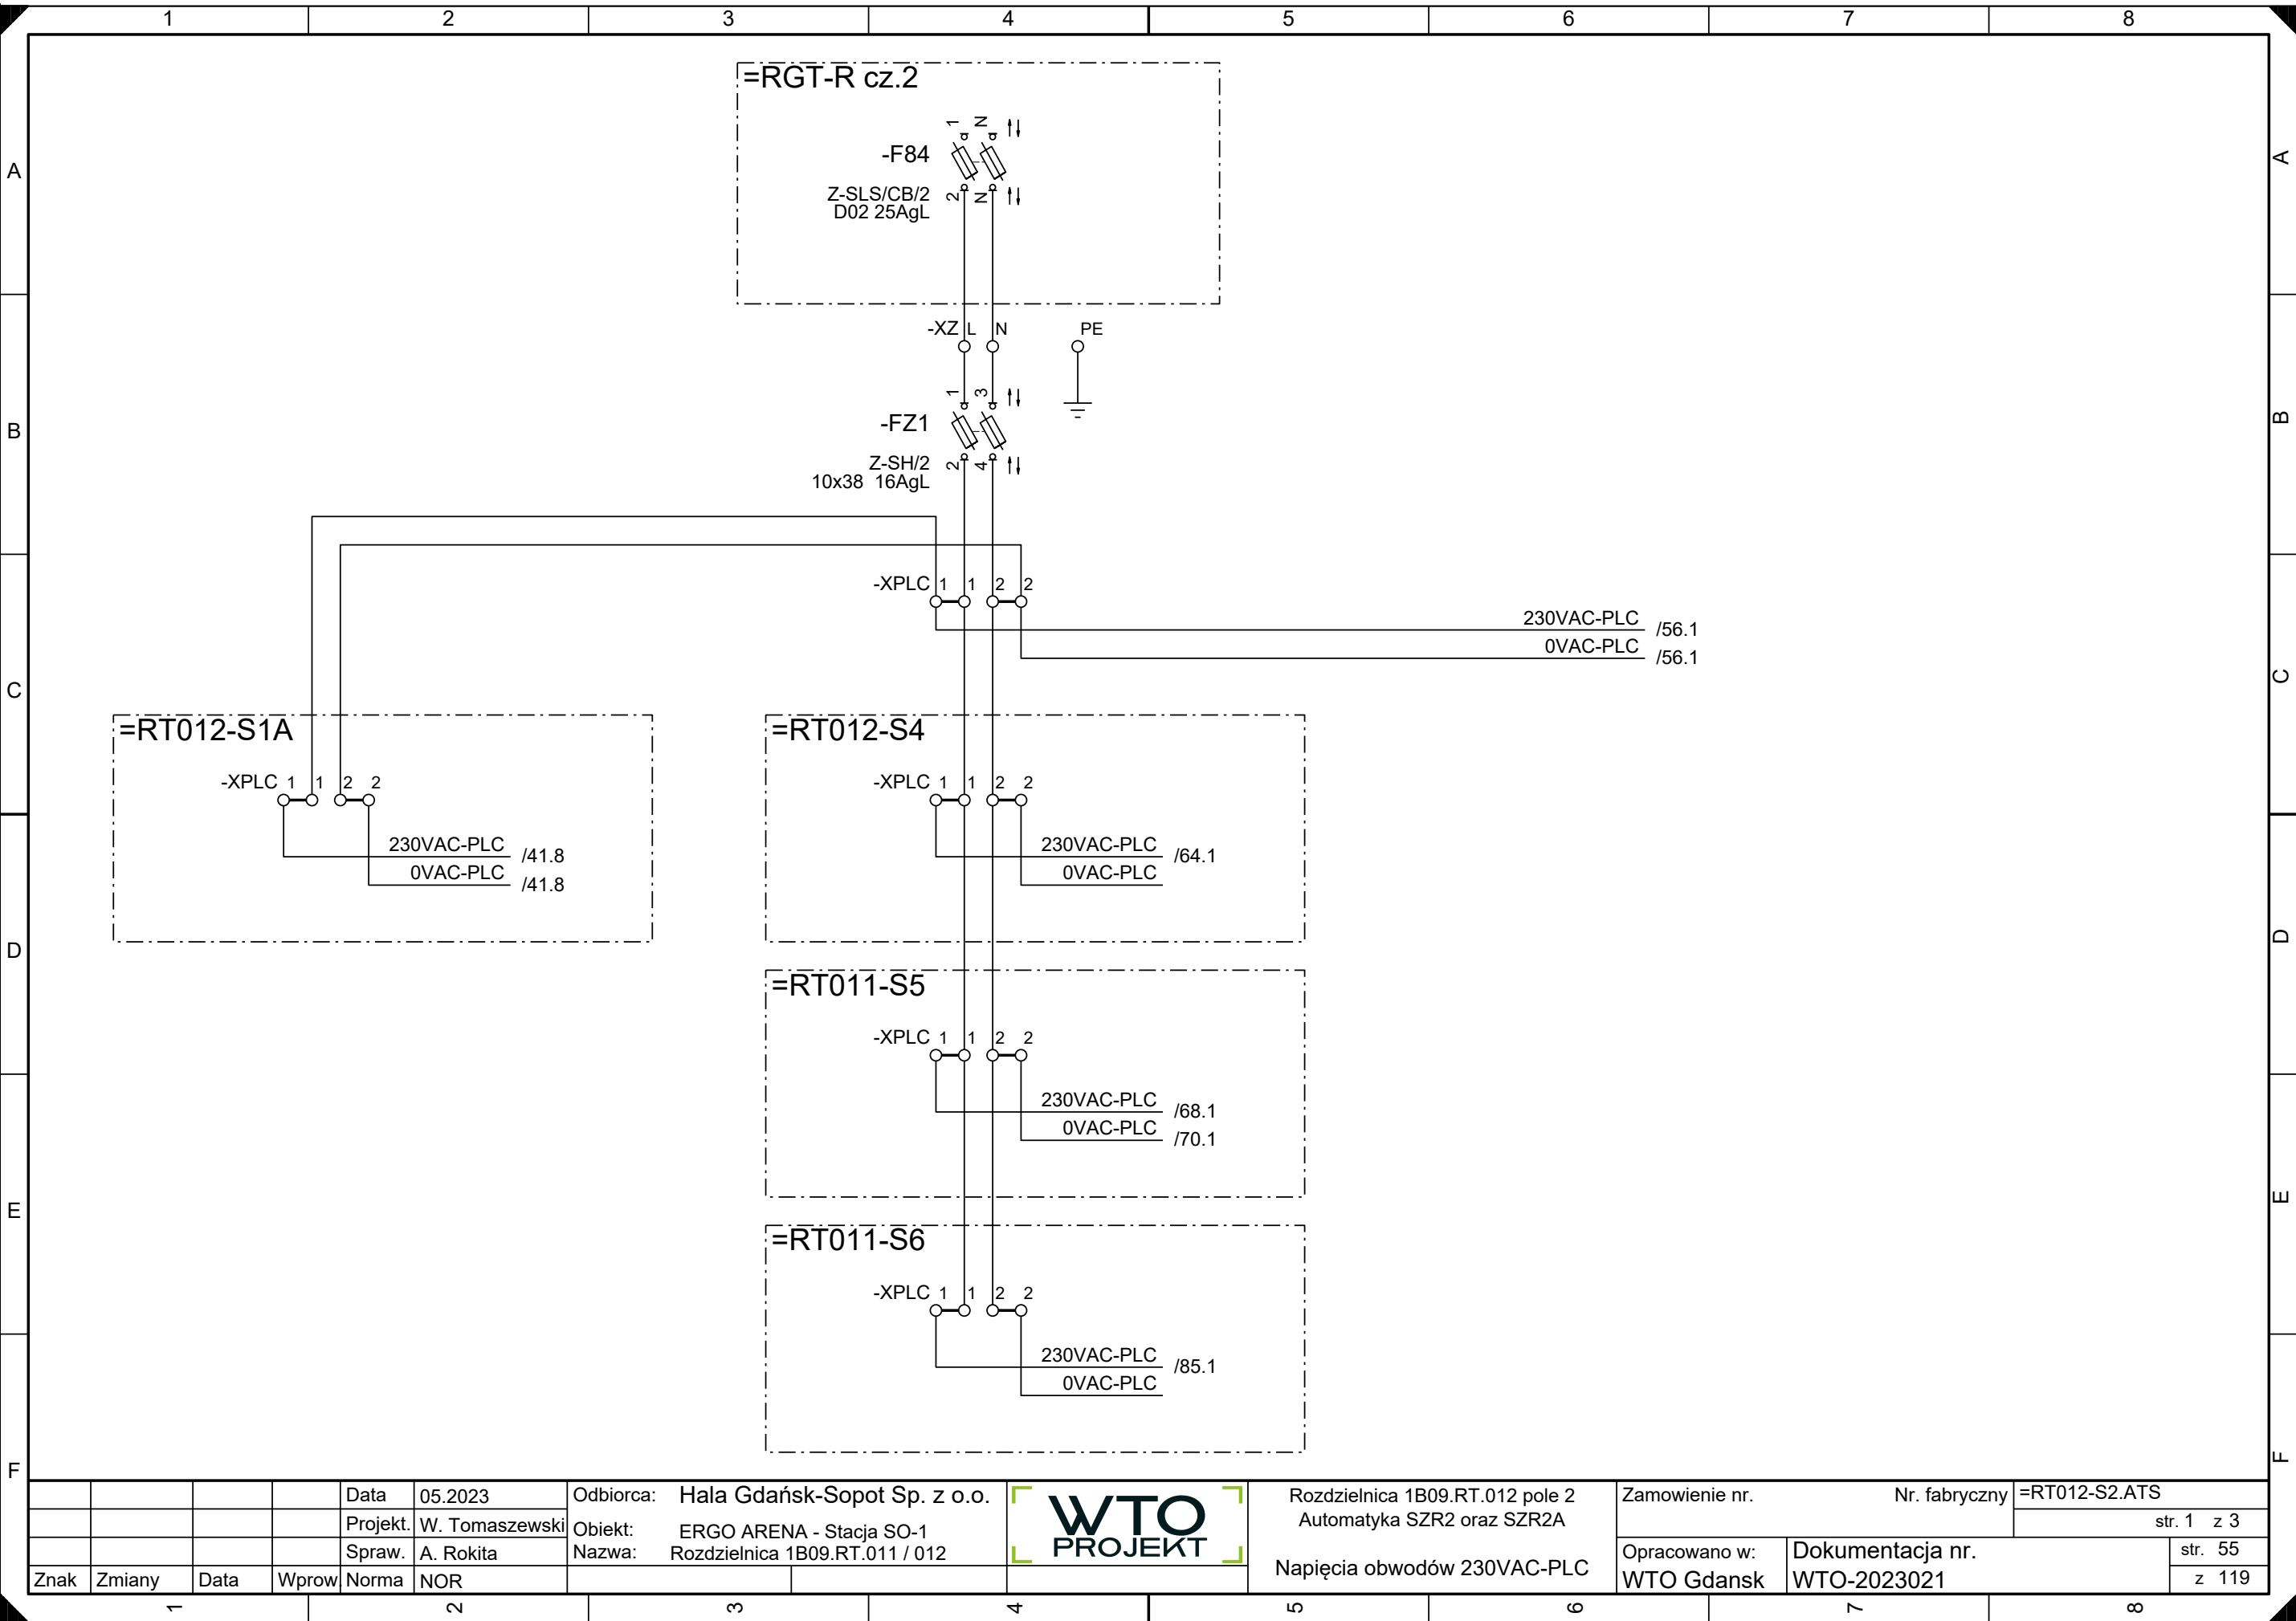 1 2 3 4 5 6 7 8
=RGT-R cz.2
1 N
-F84
A A
Z-SLS/CB/2
D02 25AgL
2 N
-XZ L N PE
1 3
-FZ1
B B
Z-SH/2
10x38 16AgL
2 4
-XPLC 1 1 2 2
230VAC-PLC /56.1
0VAC-PLC /56.1
C C
=RT012-S1A
-XPLC 1 1 2 2
230VAC-PLC /41.8
0VAC-PLC /41.8
=RT012-S4
-XPLC 1 1 2 2
230VAC-PLC /64.1
0VAC-PLC
D D
=RT011-S5
-XPLC 1 1 2 2
230VAC-PLC /68.1
0VAC-PLC /70.1
E E
=RT011-S6
-XPLC 1 1 2 2
230VAC-PLC /85.1
0VAC-PLC
F F
Data 05.2023
Projekt. W. Tomaszewski
Spraw. A. Rokita
Znak Zmiany Data Wprow. Norma NOR
Odbiorca: Hala Gdańsk-Sopot Sp. z o.o.
Obiekt: ERGO ARENA - Stacja SO-1
Nazwa: Rozdzielnica 1B09.RT.011 / 012
WTO
PROJEKT
Rozdzielnica 1B09.RT.012 pole 2
Automatyka SZR2 oraz SZR2A
Napięcia obwodów 230VAC-PLC
Zamowienie nr. Nr. fabryczny =RT012-S2.ATS
str. 1 z 3
Opracowano w: Dokumentacja nr. str. 55
WTO Gdansk WTO-2023021 z 119
1 2 3 4 5 6 7 8